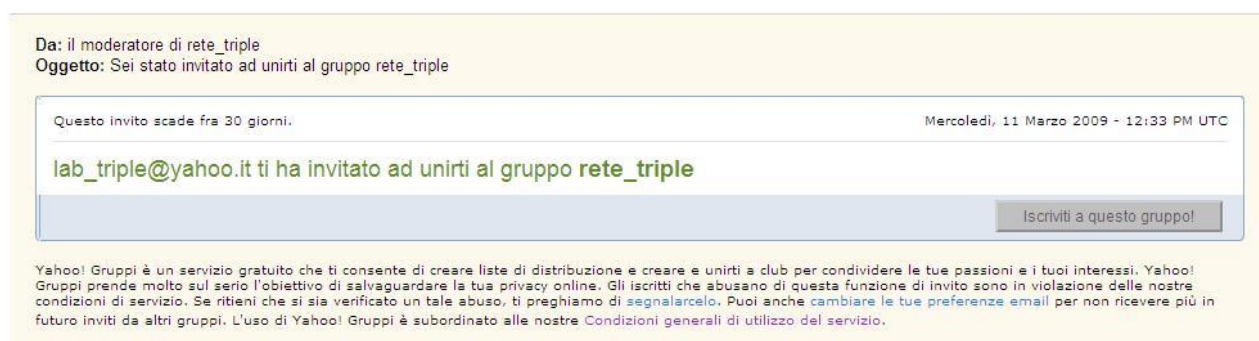 Da: il moderatore di rete_triple
Oggetto: Sei stato invitato ad unirti al gruppo rete_triple
Questo invito scade fra 30 giorni.
Mercoledì, 11 Marzo 2009 - 12:33 PM UTC
lab_triple@yahoo.it ti ha invitato ad unirti al gruppo rete_triple
Iscriviti a questo gruppo!
Yahoo! Gruppi è un servizio gratuito che ti consente di creare liste di distribuzione e creare e unirti a club per condividere le tue passioni e i tuoi interessi. Yahoo!
Gruppi prende molto sul serio l'obiettivo di salvaguardare la tua privacy online. Gli iscritti che abusano di questa funzione di invito sono in violazione delle nostre
condizioni di servizio. Se ritieni che si sia verificato un tale abuso, ti preghiamo di segnalarcelo. Puoi anche cambiare le tue preferenze email per non ricevere più in
futuro inviti da altri gruppi. L'uso di Yahoo! Gruppi è subordinato alle nostre Condizioni generali di utilizzo del servizio.